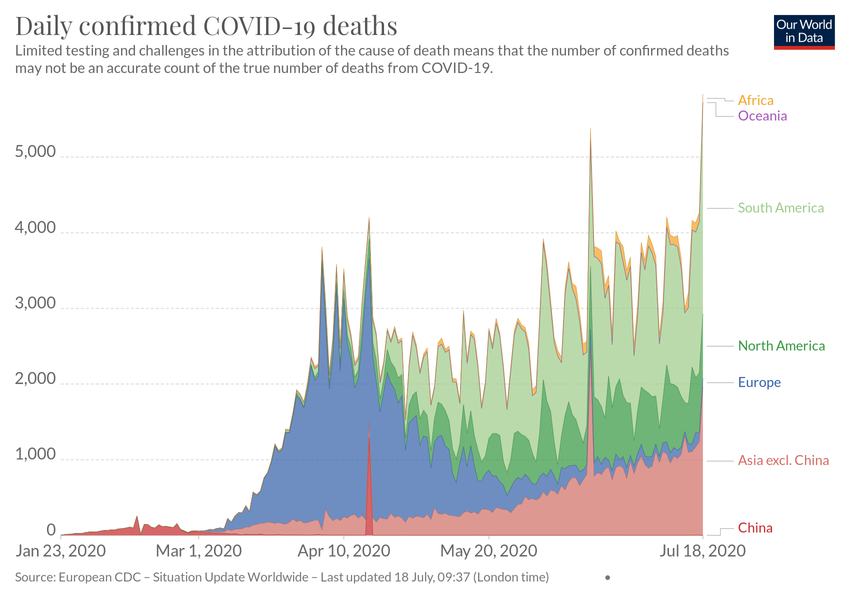 Daily confirmed COVID-19 deaths
Our World
in Data
Limited testing and challenges in the attribution of the cause of death means that the number of confirmed deaths
may not be an accurate count of the true number of deaths from COVID-19.
Africa
Oceania
5,000
South America
4,000
3,000
North America
2,000
Europe
1,000
Asia excl. China
0
China
Jan 23, 2020
Mar 1, 2020
Apr 10, 2020
May 20, 2020
Jul 18, 2020
Source: European CDC – Situation Update Worldwide – Last updated 18 July, 09:37 (London time)